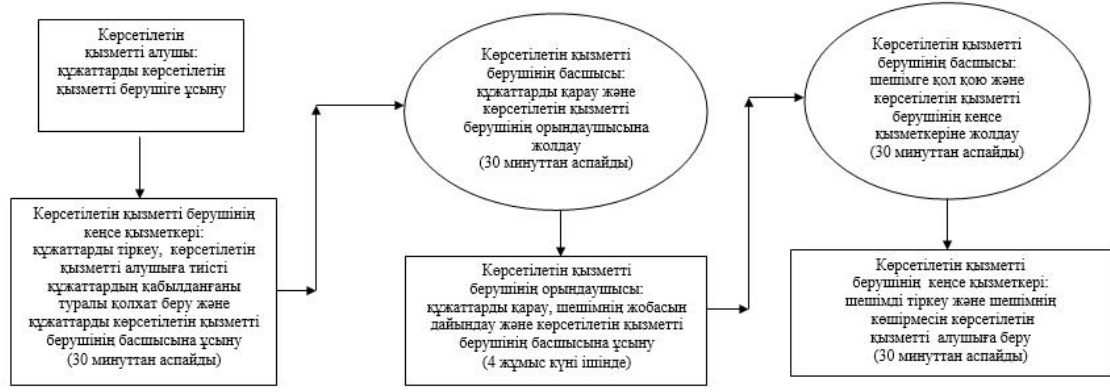 Көрсетілетін
қызметті алушы:
құжаттарды көрсетілетін
қызметті берушіге ұсыну
Көрсетілетін қызметті берушінің
кеңсе қызметкері:
құжаттарды тіркеу, көрсетілетін
қызметті алушыға тиісті
құжаттардың қабылданғаны
туралы қолхат беру және
құжаттарды көрсетілетін қызметті
берушінің басшысына ұсыну
(30 минуттан аспайды)
Көрсетілетін қызметті
берушінің басшысы:
құжаттарды қарау және
көрсетілетін қызметті
берушінің орындаушысына
жолдау
(30 минуттан аспайды)
Көрсетілетін қызметті
берушінің орындаушысы:
құжаттарды қарау, шешімнің жобасын
дайындау және көрсетілетін қызметті
берушінің басшысына ұсыну
(4 жұмыс күні ішінде)
Көрсетілетін қызметті
берушінің басшысы:
шешімге қол қою және
көрсетілетін қызметті
берушінің кеңсе
қызметкеріне жолдау
(30 минуттан аспайды)
Көрсетілетін қызметті
берушінің кеңсе қызметкері:
шешімді тіркеу және шешімнің
көшірмесін көрсетілетін
қызметті алушыға беру
(30 минуттан аспайды)